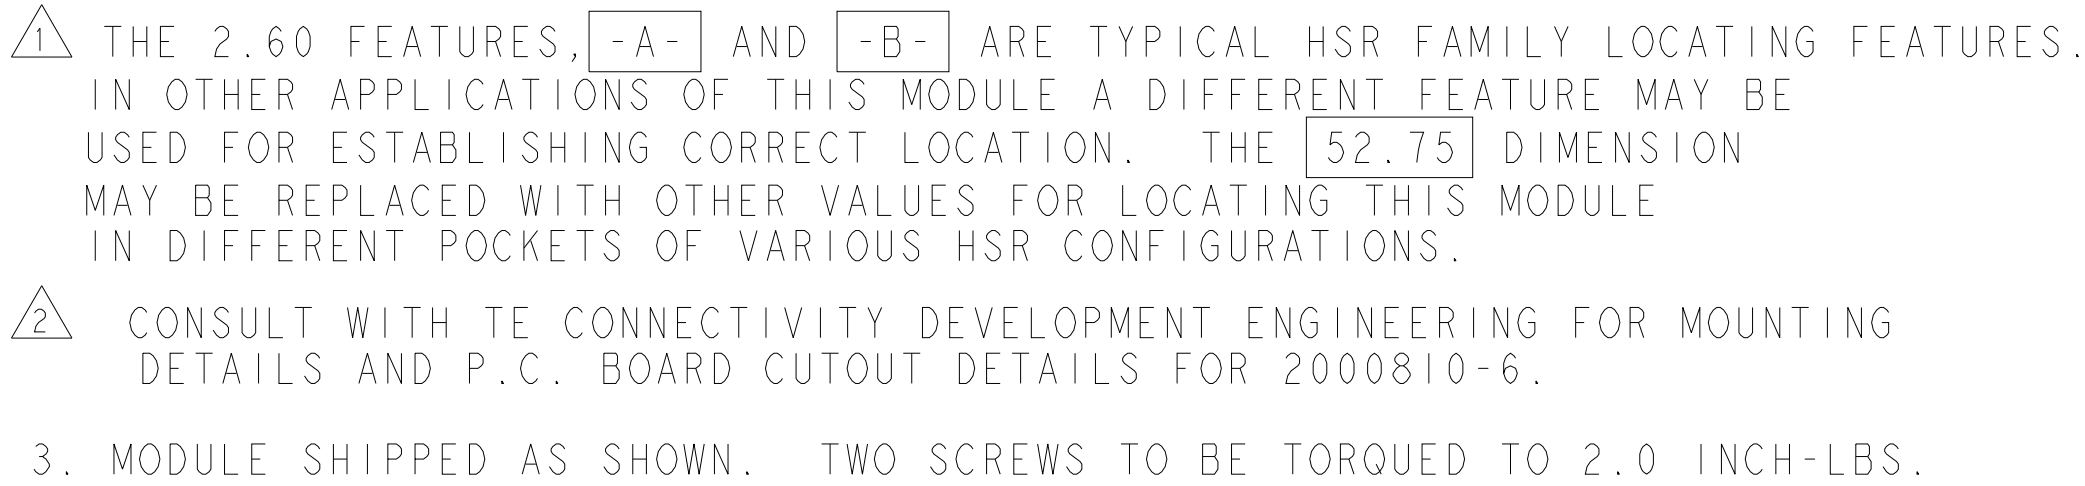 1 THE 2.60 FEATURES, -A- AND -B- ARE TYPICAL HSR FAMILY LOCATING FEATURES.
IN OTHER APPLICATIONS OF THIS MODULE A DIFFERENT FEATURE MAY BE
USED FOR ESTABLISHING CORRECT LOCATION. THE 52.75 DIMENSION
MAY BE REPLACED WITH OTHER VALUES FOR LOCATING THIS MODULE
IN DIFFERENT POCKETS OF VARIOUS HSR CONFIGURATIONS.
2 CONSULT WITH TE CONNECTIVITY DEVELOPMENT ENGINEERING FOR MOUNTING
DETAILS AND P.C. BOARD CUTOUT DETAILS FOR 2000810-6.
3. MODULE SHIPPED AS SHOWN. TWO SCREWS TO BE TORQUED TO 2.0 INCH-LBS.